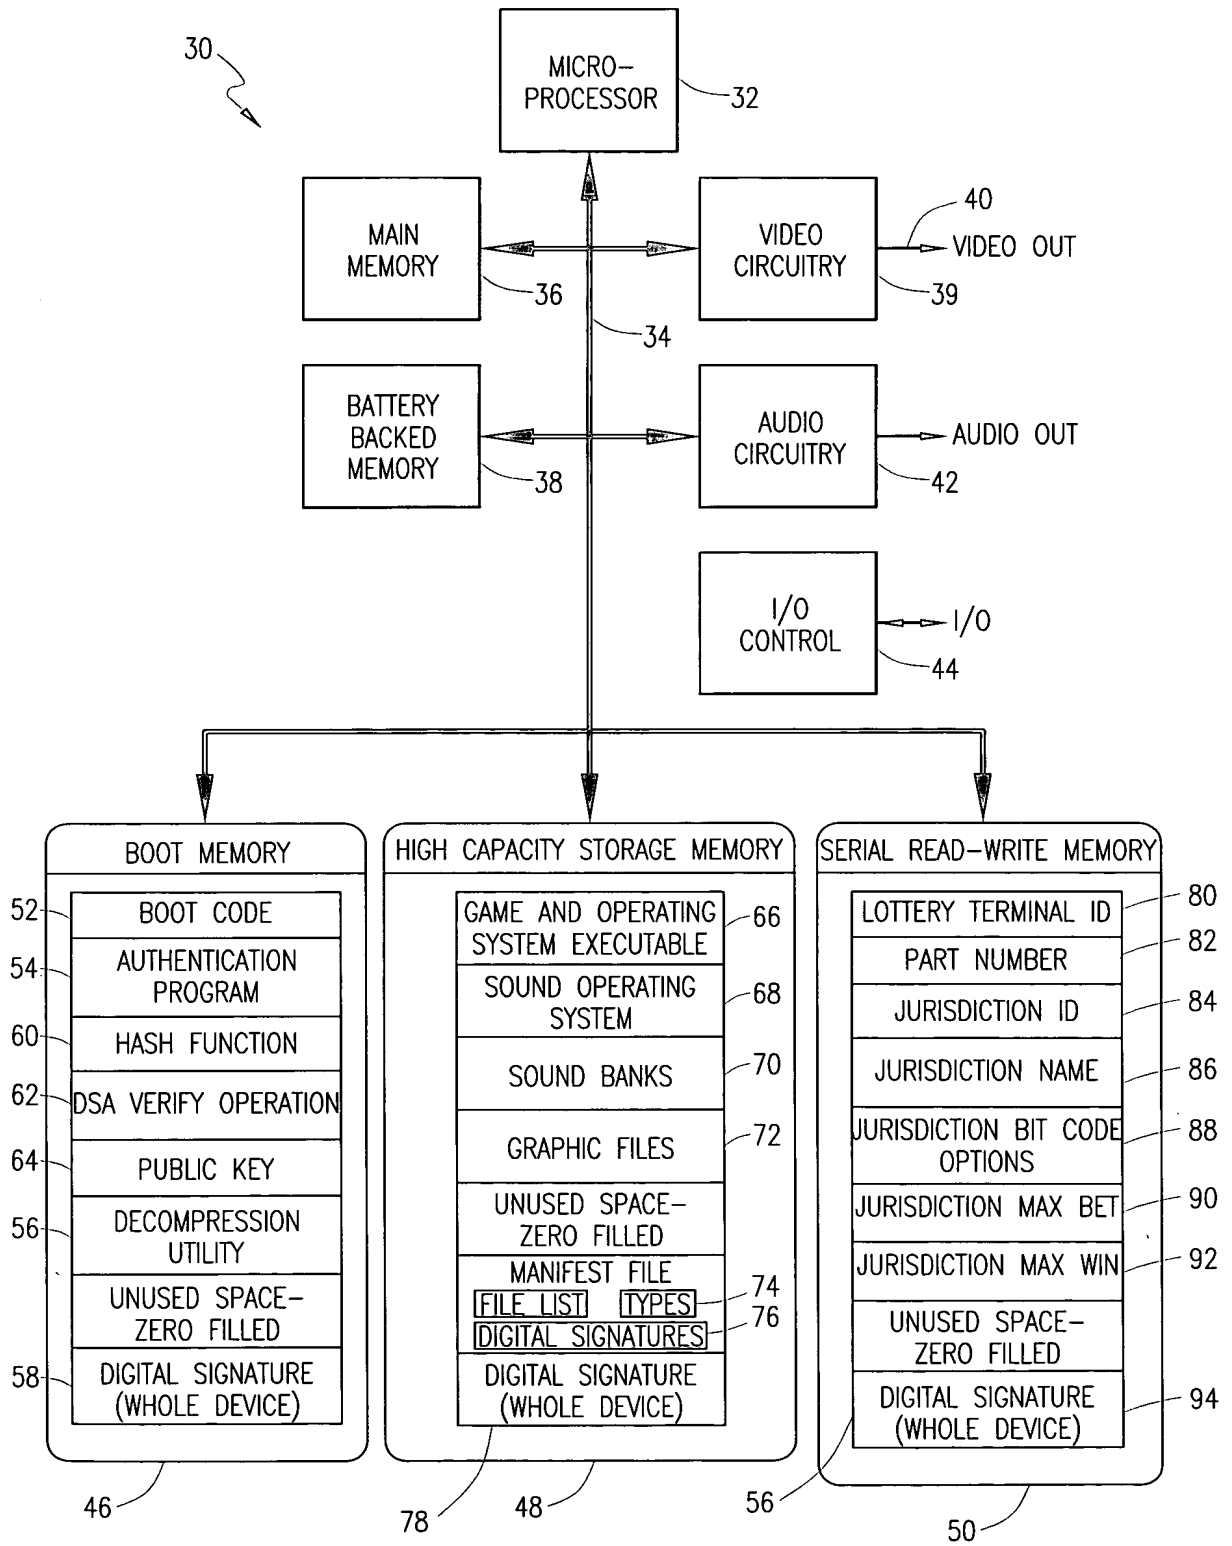 30
MICRO-
PROCESSOR
32
MAIN
MEMORY
36
VIDEO
CIRCUITRY
39
40
VIDEO OUT
34
BATTERY
BACKED
MEMORY
38
AUDIO
CIRCUITRY
42
AUDIO OUT
I/O
CONTROL
44
I/O
BOOT MEMORY
52
BOOT CODE
54
AUTHENTICATION
PROGRAM
60
HASH FUNCTION
62
DSA VERIFY OPERATION
64
PUBLIC KEY
56
DECOMPRESSION
UTILITY
UNUSED SPACE-
ZERO FILLED
58
DIGITAL SIGNATURE
(WHOLE DEVICE)
46
HIGH CAPACITY STORAGE MEMORY
GAME AND OPERATING
SYSTEM EXECUTABLE
66
SOUND OPERATING
SYSTEM
68
SOUND BANKS
70
GRAPHIC FILES
72
UNUSED SPACE-
ZERO FILLED
MANIFEST FILE
FILE LIST
TYPES
74
DIGITAL SIGNATURES
76
DIGITAL SIGNATURE
(WHOLE DEVICE)
78
48
SERIAL READ-WRITE MEMORY
LOTTERY TERMINAL ID
80
PART NUMBER
82
JURISDICTION ID
84
JURISDICTION NAME
86
JURISDICTION BIT CODE
OPTIONS
88
JURISDICTION MAX BET
90
JURISDICTION MAX WIN
92
UNUSED SPACE-
ZERO FILLED
DIGITAL SIGNATURE
(WHOLE DEVICE)
94
56
50